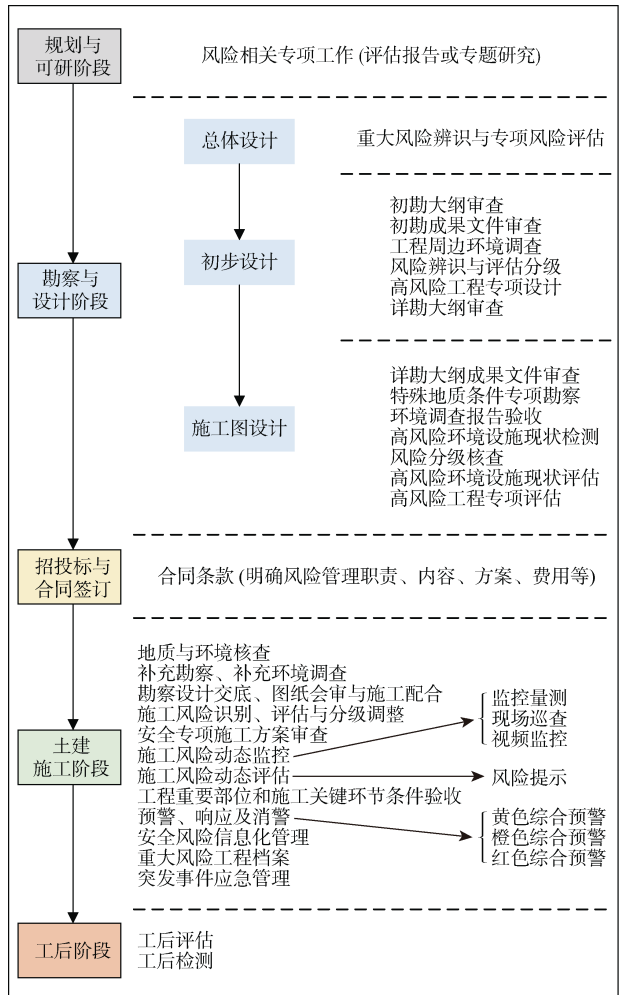 规划与
可研阶段
风险相关专项工作 (评估报告或专题研究)
总体设计
重大风险辨识与专项风险评估
勘察与
设计阶段
初步设计
初勘大纲审查
初勘成果文件审查
工程周边环境调查
风险辨识与评估分级
高风险工程专项设计
详勘大纲审查
施工图设计
详勘大纲成果文件审查
特殊地质条件专项勘察
环境调查报告验收
高风险环境设施现状检测
风险分级核查
高风险环境设施现状评估
高风险工程专项评估
招投标与
合同签订
合同条款 (明确风险管理职责、内容、方案、费用等)
土建
施工阶段
地质与环境核查
补充勘察、补充环境调查
勘察设计交底、图纸会审与施工配合
施工风险识别、评估与分级调整
安全专项施工方案审查
施工风险动态监控
施工风险动态评估
工程重要部位和施工关键环节条件验收
预警、响应及消警
安全风险信息化管理
重大风险工程档案
突发事件应急管理
监控量测
现场巡查
视频监控
风险提示
黄色综合预警
橙色综合预警
红色综合预警
工后阶段
工后评估
工后检测